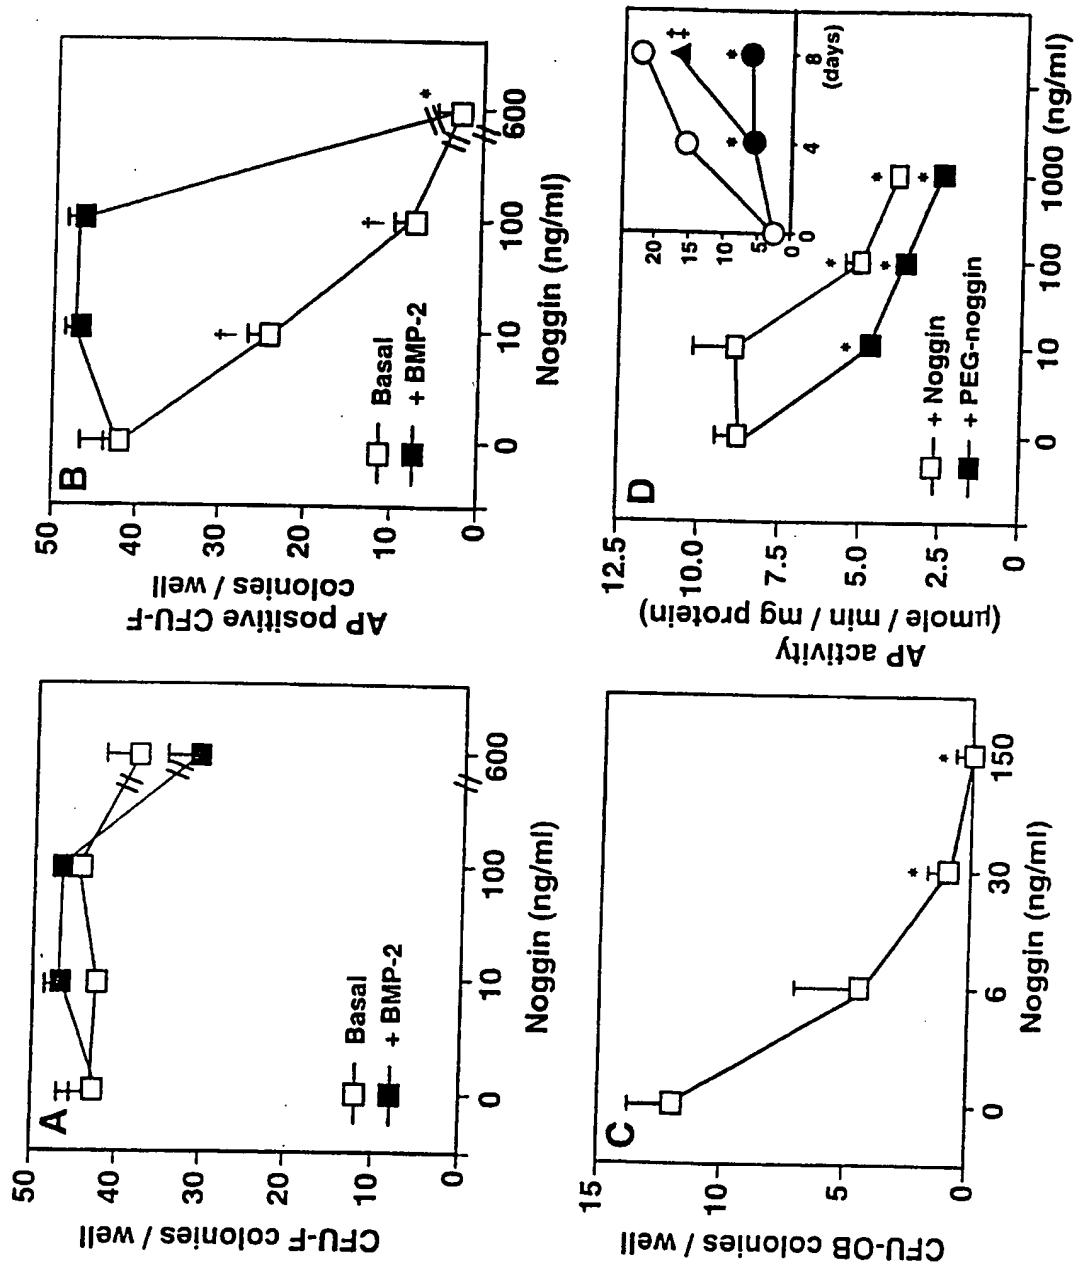 A
CFU-F colonies / well
50
40
30
20
10
0
Basal
+ BMP-2
0
10
100
600
Noggin (ng/ml)
B
AP positive CFU-F
colonies / well
50
40
30
20
10
0
†
†
*
Basal
+ BMP-2
0
10
100
600
Noggin (ng/ml)
C
CFU-OB colonies / well
15
10
5
0
*
*
0
6
30
150
Noggin (ng/ml)
D
AP activity
(µmole / min / mg protein)
12.5
10.0
7.5
5.0
2.5
0
*
*
*
*
*
+ Noggin
+ PEG-noggin
0
10
100
1000 (ng/ml)
20
15
10
5
0
*
*
‡
0
4
8
(days)